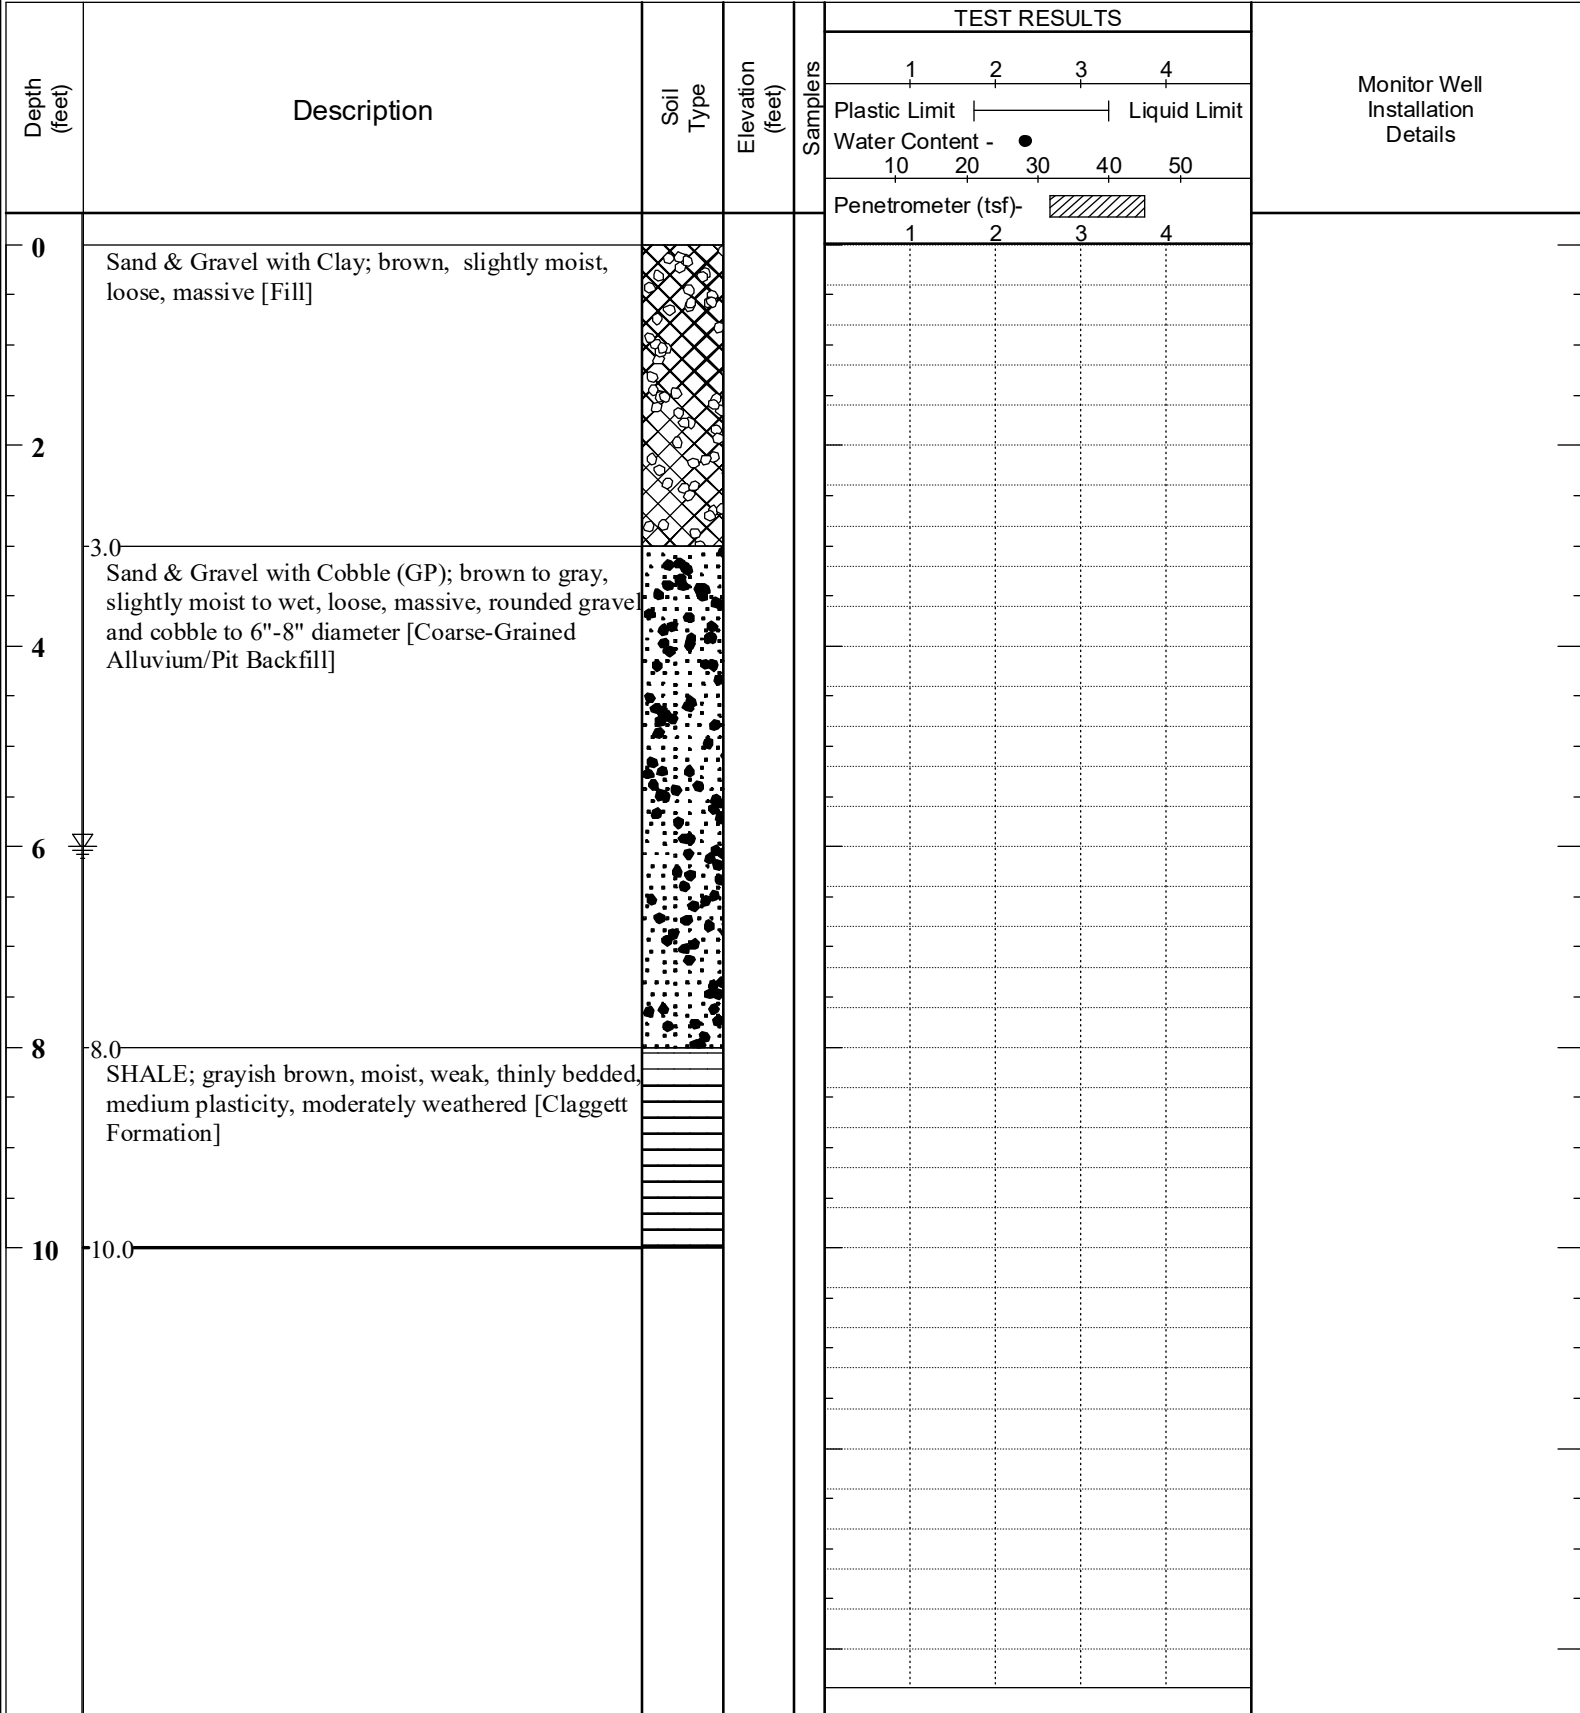 TEST RESULTS
Depth
(feet)
Description
Soil
Type
Elevation
(feet)
Samplers
1 2 3 4
Plastic Limit Liquid Limit
Water Content -
10 20 30 40 50
Penetrometer (tsf)-
1 2 3 4
Monitor Well
Installation
Details
0
Sand & Gravel with Clay; brown, slightly moist,
loose, massive [Fill]
2
3.0
Sand & Gravel with Cobble (GP); brown to gray,
slightly moist to wet, loose, massive, rounded gravel
and cobble to 6"-8" diameter [Coarse-Grained
Alluvium/Pit Backfill]
4
6
8
8.0
SHALE; grayish brown, moist, weak, thinly bedded,
medium plasticity, moderately weathered [Claggett
Formation]
10
10.0